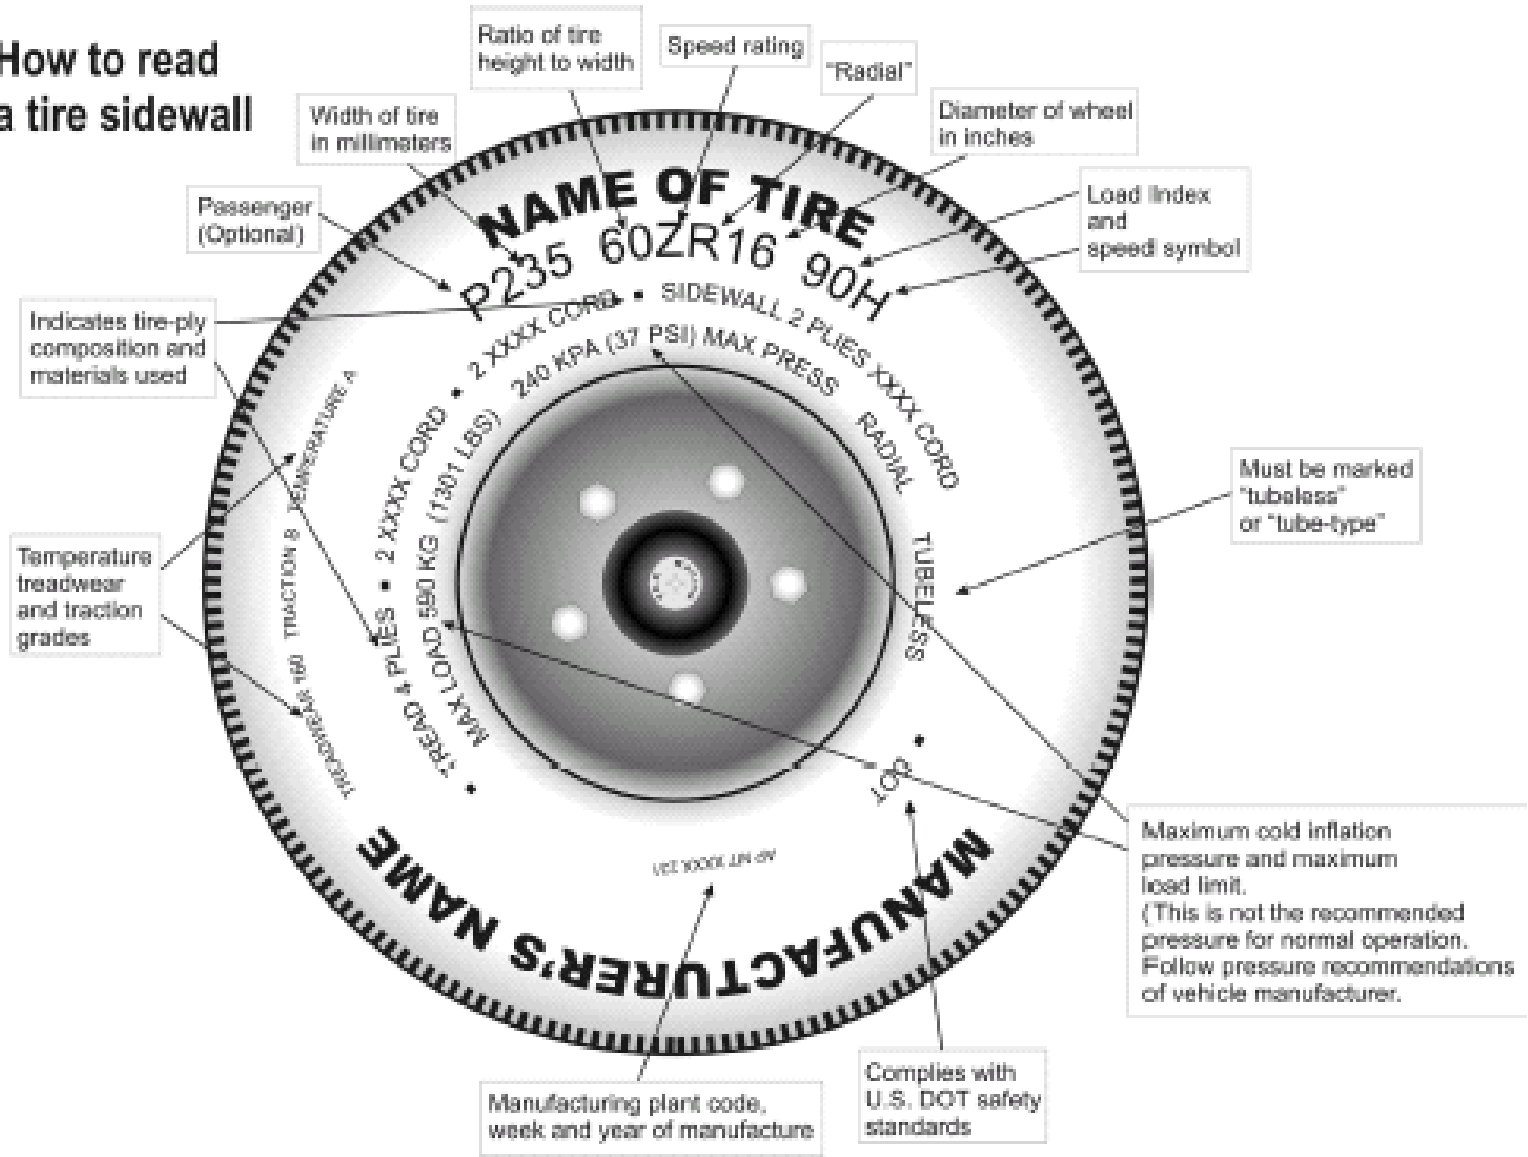 How to read
a tire sidewall
Ratio of tire
height to width
Speed rating
"Radial"
Width of tire
in millimeters
Diameter of wheel
in inches
Passenger
(Optional)
Load IIndex
and
speed symbol
NAME OF TIRE
P235 60ZR16 90H
Indicates tire-ply
composition and
materials used
• TREAD 4 PLIES • 2 XXXX CORD • 2 XXXX CORD • SIDEWALL 2 PLIES XXXX CORD
MAX LOAD 590 KG (1301 LBS) 240 KPA (37 PSI) MAX PRESS RADIAL TUBELESS • DOT
TREADWEAR 160 TRACTION B TEMPERATURE A
Must be marked
"tubeless"
or "tube-type"
Temperature
treadwear
and traction
grades
MANUFACTURER'S NAME
AP MT XXXX
Maximum cold inflation
pressure and maximum
load limit.
(This is not the recommended
pressure for normal operation.
Follow pressure recommendations
of vehicle manufacturer.
Manufacturing plant code,
week and year of manufacture
Complies with
U.S. DOT safety
standards